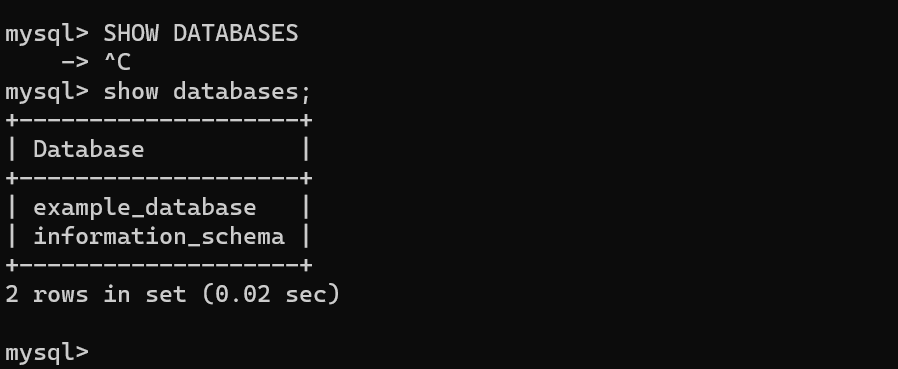 mysql> SHOW DATABASES
    -> ^C
mysql> show databases;
+--------------------+
| Database           |
+--------------------+
| example_database   |
| information_schema |
+--------------------+
2 rows in set (0.02 sec)
mysql>